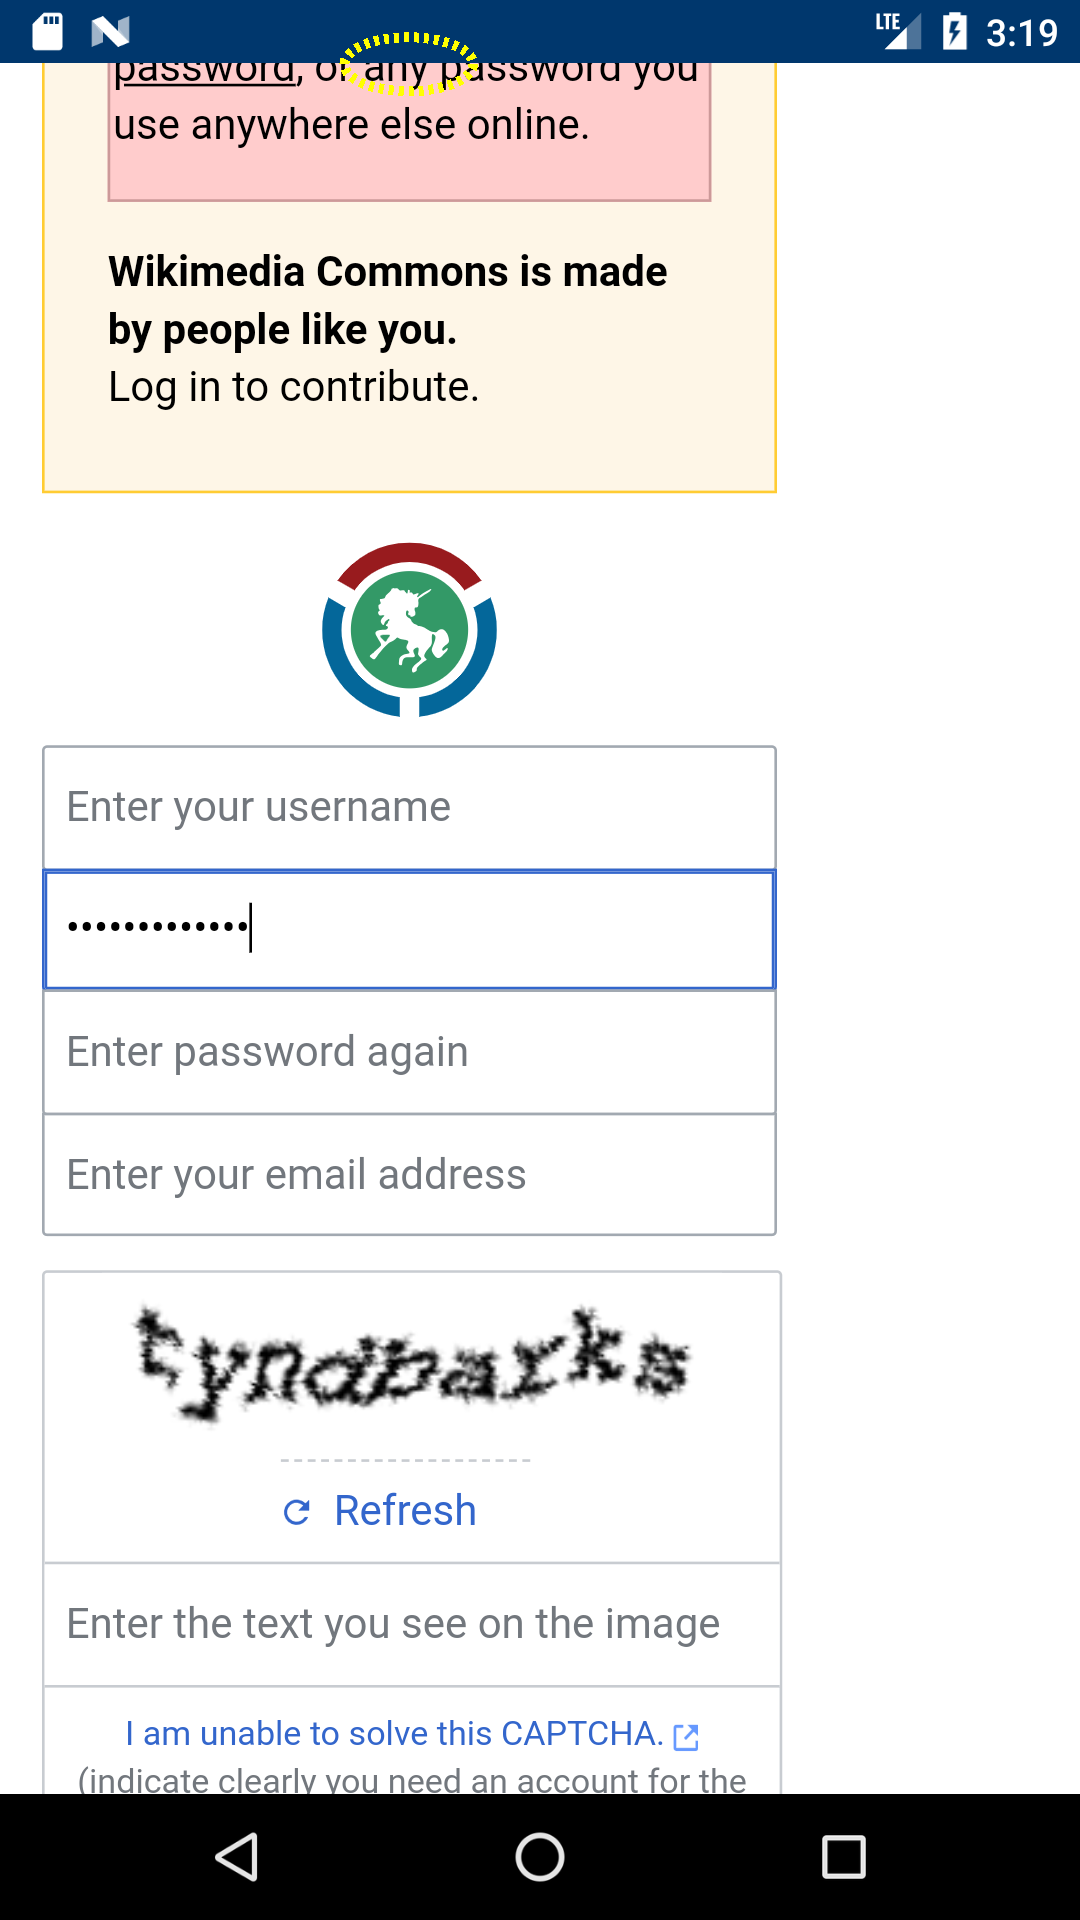 LTE 3:19
password, or any password you
use anywhere else online.
Wikimedia Commons is made
by people like you.
Log in to contribute.
Enter your username
•••••••••••••
Enter password again
Enter your email address
tyndbarks
Refresh
Enter the text you see on the image
I am unable to solve this CAPTCHA.
(indicate clearly you need an account for the